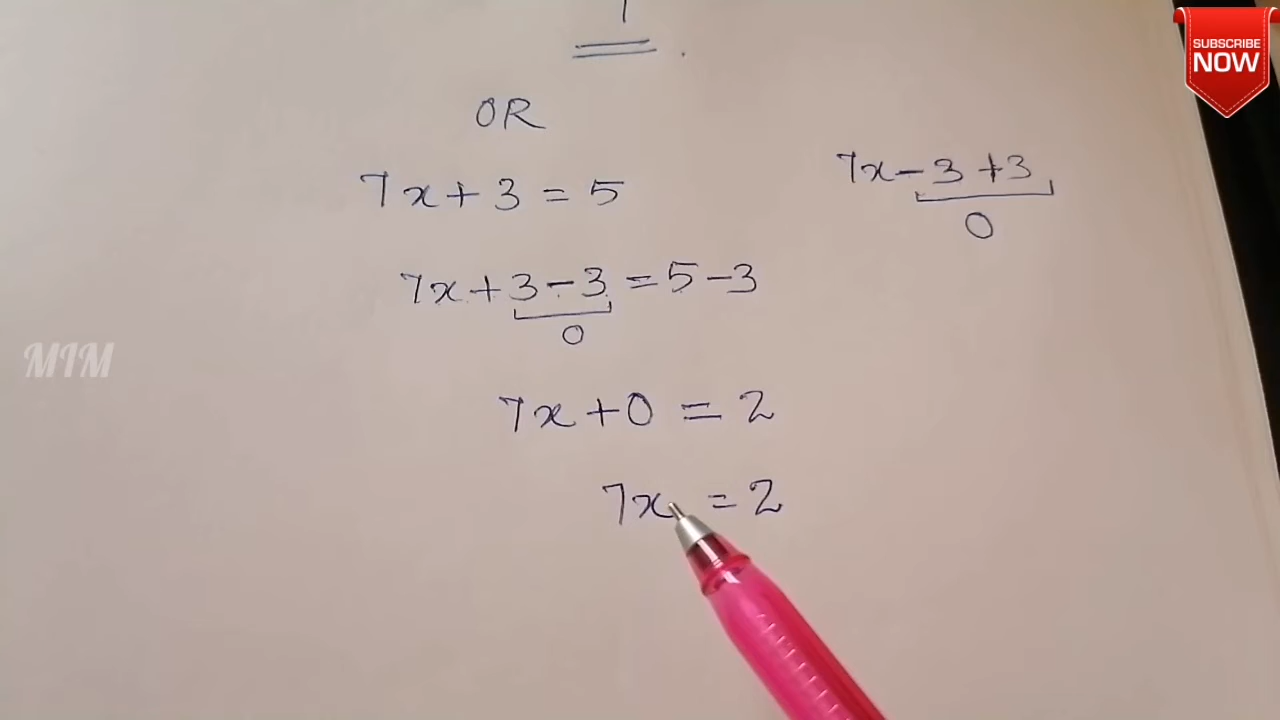 SUBSCRIBE
NOW
OR
7x + 3 = 5
7x - 3 + 3
0
7x + 3 - 3 = 5 - 3
0
MIM
7x + 0 = 2
7x = 2